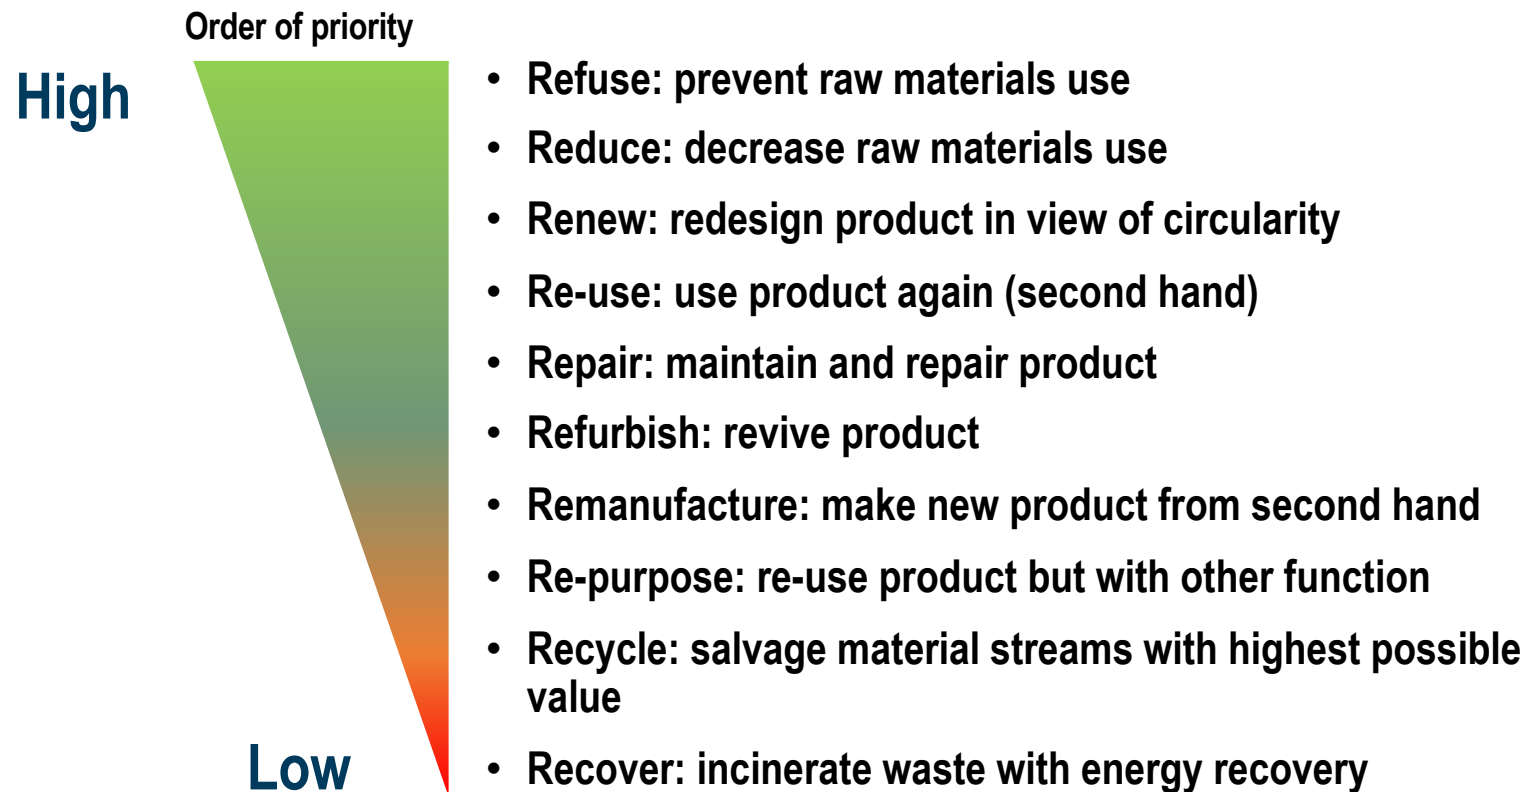 Order of priority
High
• Refuse: prevent raw materials use
• Reduce: decrease raw materials use
• Renew: redesign product in view of circularity
• Re-use: use product again (second hand)
• Repair: maintain and repair product
• Refurbish: revive product
• Remanufacture: make new product from second hand
• Re-purpose: re-use product but with other function
• Recycle: salvage material streams with highest possible
value
Low
• Recover: incinerate waste with energy recovery